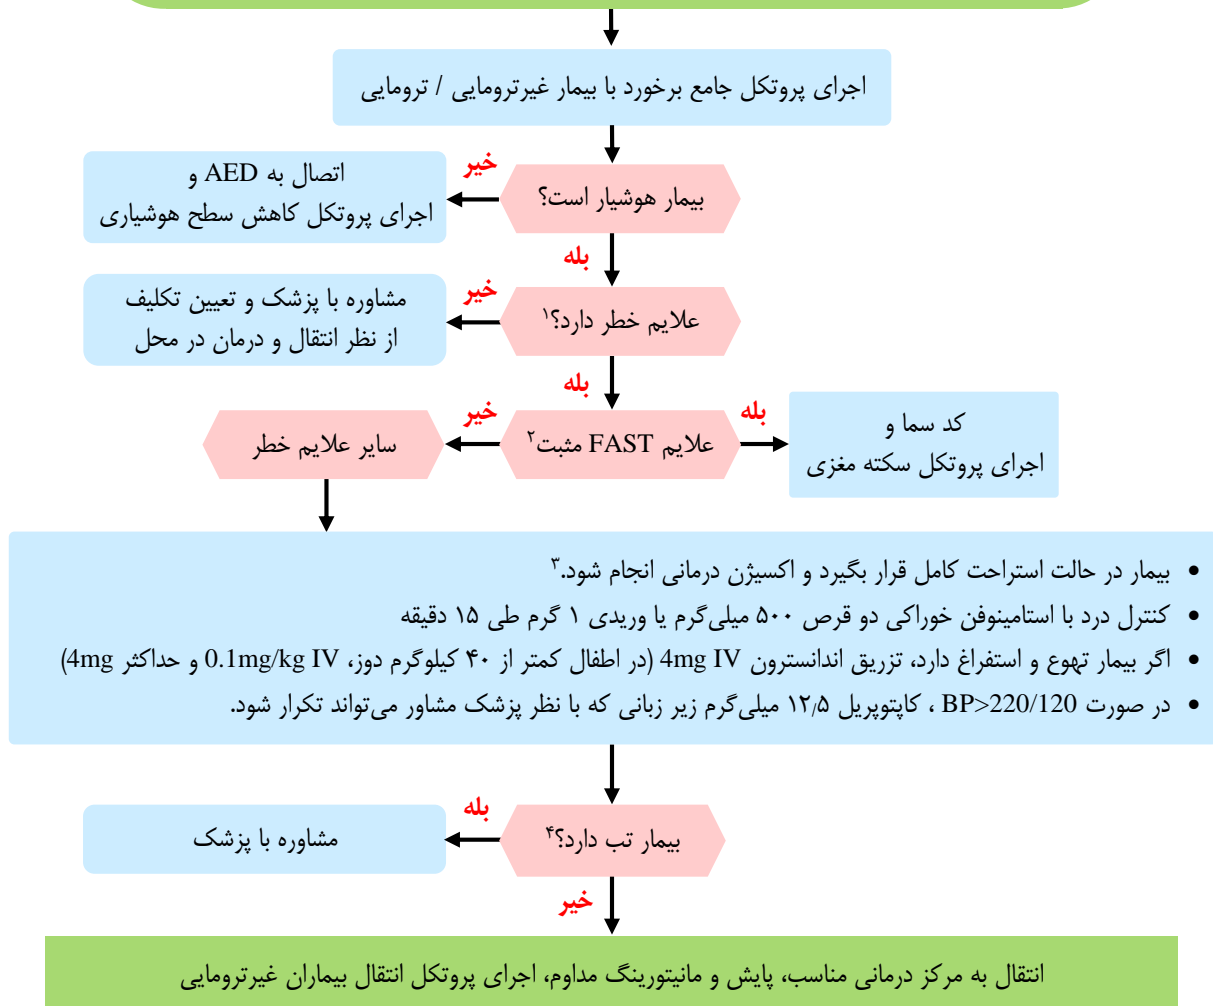 اجرای پروتکل جامع برخورد با بیمار غیرترومایی / ترومایی
بیمار هوشیار است؟
خیر
اتصال به AED و
اجرای پروتکل کاهش سطح هوشیاری
بله
علایم خطر دارد؟۱
خیر
مشاوره با پزشک و تعیین تکلیف
از نظر انتقال و درمان در محل
بله
علایم FAST مثبت۲
بله
کد سما و
اجرای پروتکل سکته مغزی
خیر
سایر علایم خطر
• بیمار در حالت استراحت کامل قرار بگیرد و اکسیژن درمانی انجام شود.۳
• کنترل درد با استامینوفن خوراکی دو قرص ۵۰۰ میلی‌گرم یا وریدی ۱ گرم طی ۱۵ دقیقه
• اگر بیمار تهوع و استفراغ دارد، تزریق اندانسترون 4mg IV (در اطفال کمتر از ۴۰ کیلوگرم دوز، 0.1mg/kg IV و حداکثر 4mg)
• در صورت BP>220/120 ، کاپتوپریل ۱۲٫۵ میلی‌گرم زیر زبانی که با نظر پزشک مشاور می‌تواند تکرار شود.
بیمار تب دارد؟۴
بله
مشاوره با پزشک
خیر
انتقال به مرکز درمانی مناسب، پایش و مانیتورینگ مداوم، اجرای پروتکل انتقال بیماران غیرترومایی